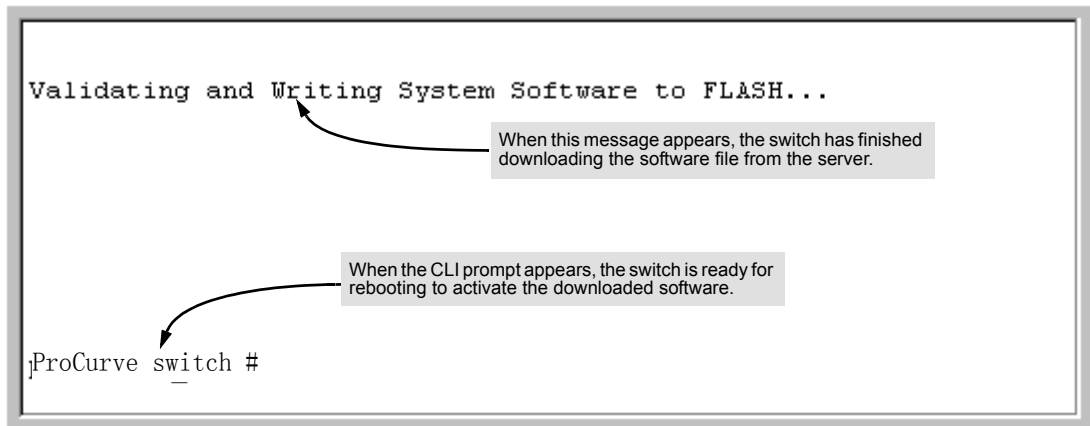 Validating and Writing System Software to FLASH...
When this message appears, the switch has finished
downloading the software file from the server.
When the CLI prompt appears, the switch is ready for
rebooting to activate the downloaded software.
ProCurve switch #